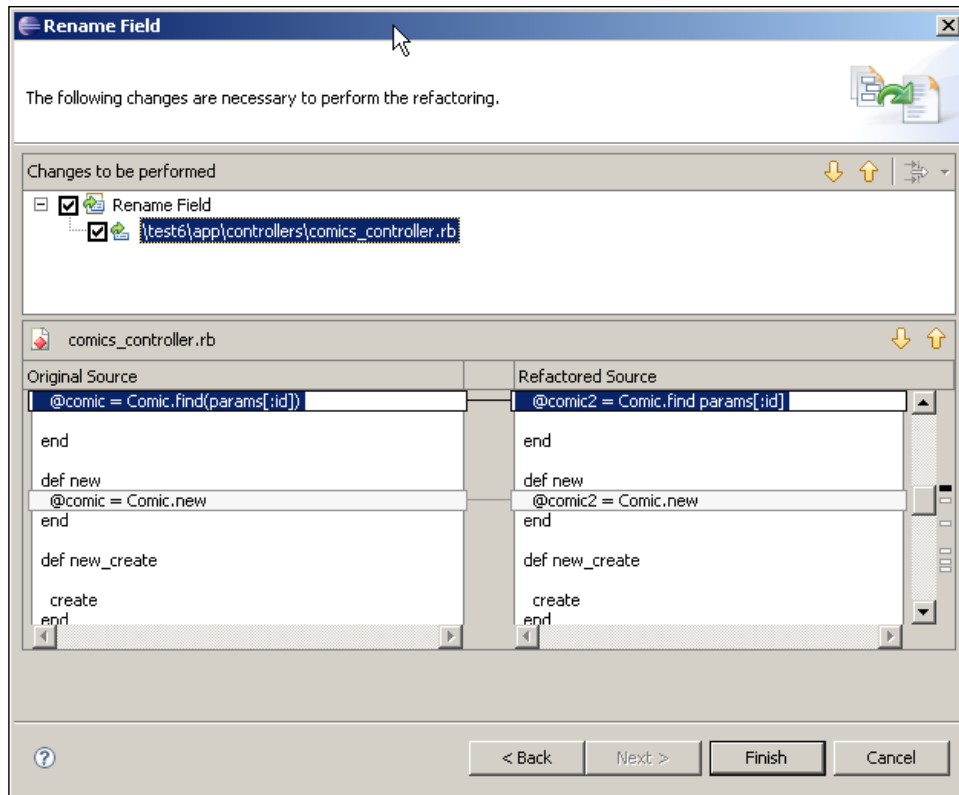 Rename Field
The following changes are necessary to perform the refactoring.
Changes to be performed
Rename Field
\test6\app\controllers\comics_controller.rb
comics_controller.rb
Original Source
@comic = Comic.find(params[:id])
end
def new
@comic = Comic.new
end
def new_create
create
end
Refactored Source
@comic2 = Comic.find params[:id]
end
def new
@comic2 = Comic.new
end
def new_create
create
end
< Back Next > Finish Cancel